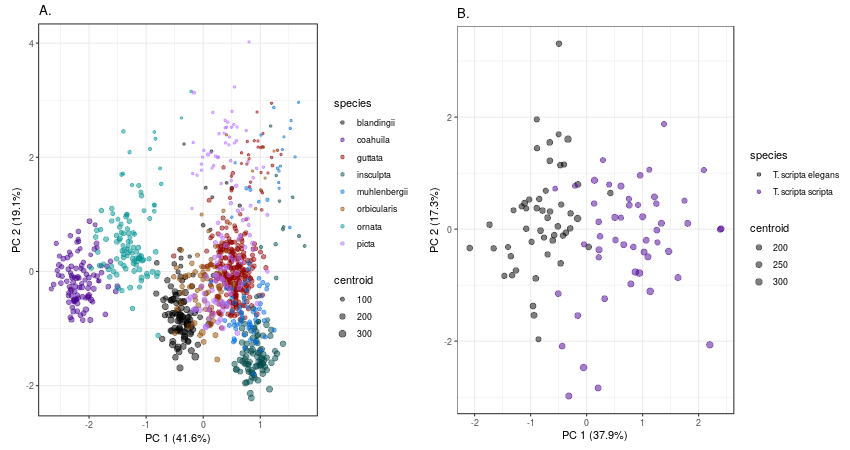 A.
PC 2 (19.1%)
4
2
0
-2
-2
-1
0
1
PC 1 (41.6%)
species
blandingii
coahuila
guttata
insculpta
muhlenbergii
orbicularis
ornata
picta
centroid
100
200
300
B.
PC 2 (17.3%)
2
0
-2
-2
-1
0
1
2
PC 1 (37.9%)
species
T. scripta elegans
T. scripta scripta
centroid
200
250
300